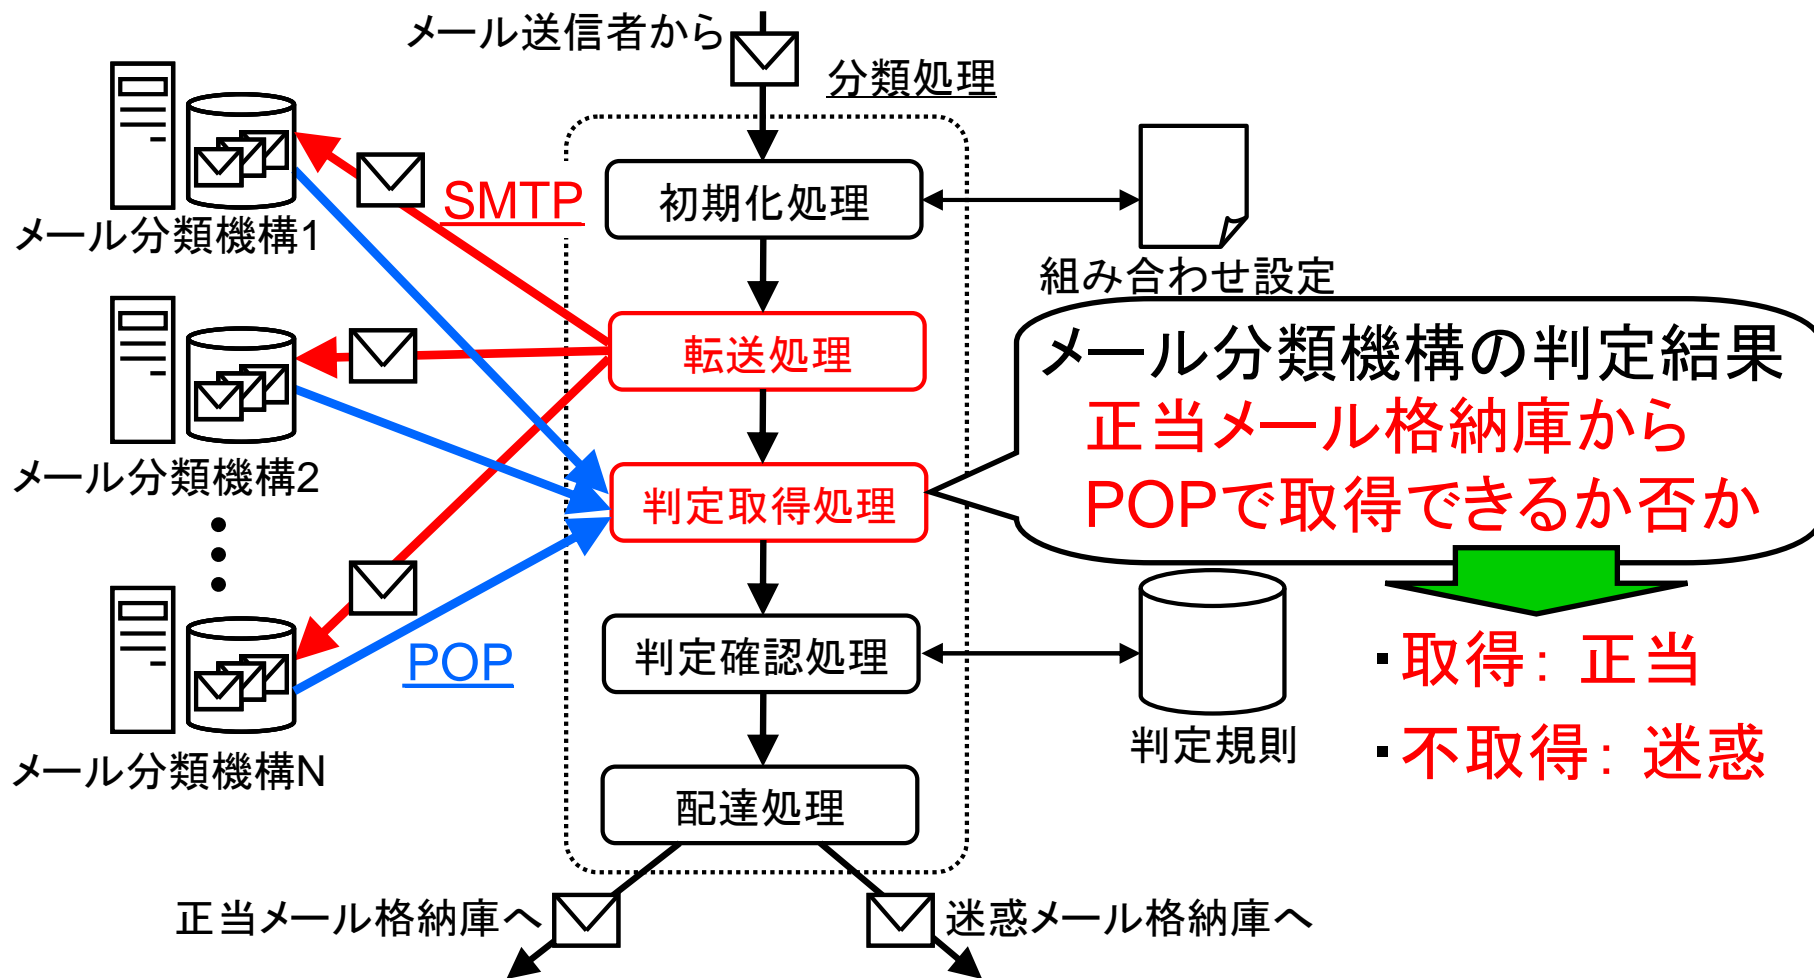 メール送信者から
分類処理
SMTP
初期化処理
メール分類機構1
組み合わせ設定
転送処理
メール分類機構の判定結果
正当メール格納庫から
POPで取得できるか否か
メール分類機構2
判定取得処理
POP
判定確認処理
・取得：正当
判定規則
・不取得：迷惑
メール分類機構N
配達処理
正当メール格納庫へ
迷惑メール格納庫へ